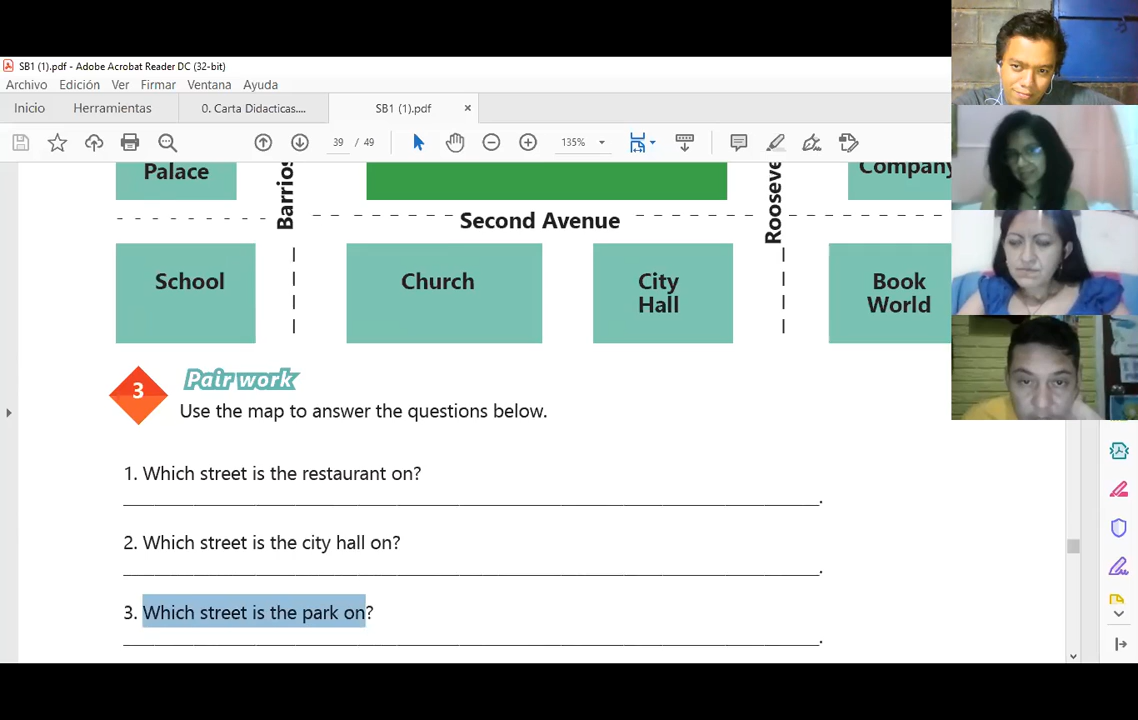 SB1 (1).pdf - Adobe Acrobat Reader DC (32-bit)
Archivo Edición Ver Firmar Ventana Ayuda
Inicio Herramientas 0. Carta Didacticas.... SB1 (1).pdf ×
39 / 49 135%
Palace Barrios Rooseve Company
Second Avenue
School Church City Hall Book World
3 Pair work
Use the map to answer the questions below.
1. Which street is the restaurant on?
2. Which street is the city hall on?
3. Which street is the park on?